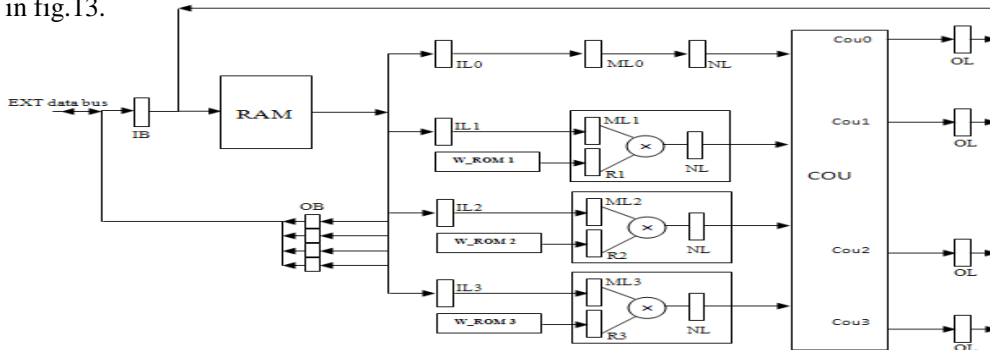 in fig.13.
Cou0
OL
IL0
ML0
NL
EXT data bus
IB
RAM
IL1
ML1
W_ROM 1
R1
NL
Cou1
OL
COU
OB
IL2
ML2
W_ROM 2
R2
NL
Cou2
OL
IL3
ML3
W_ROM 3
R3
NL
Cou3
OL